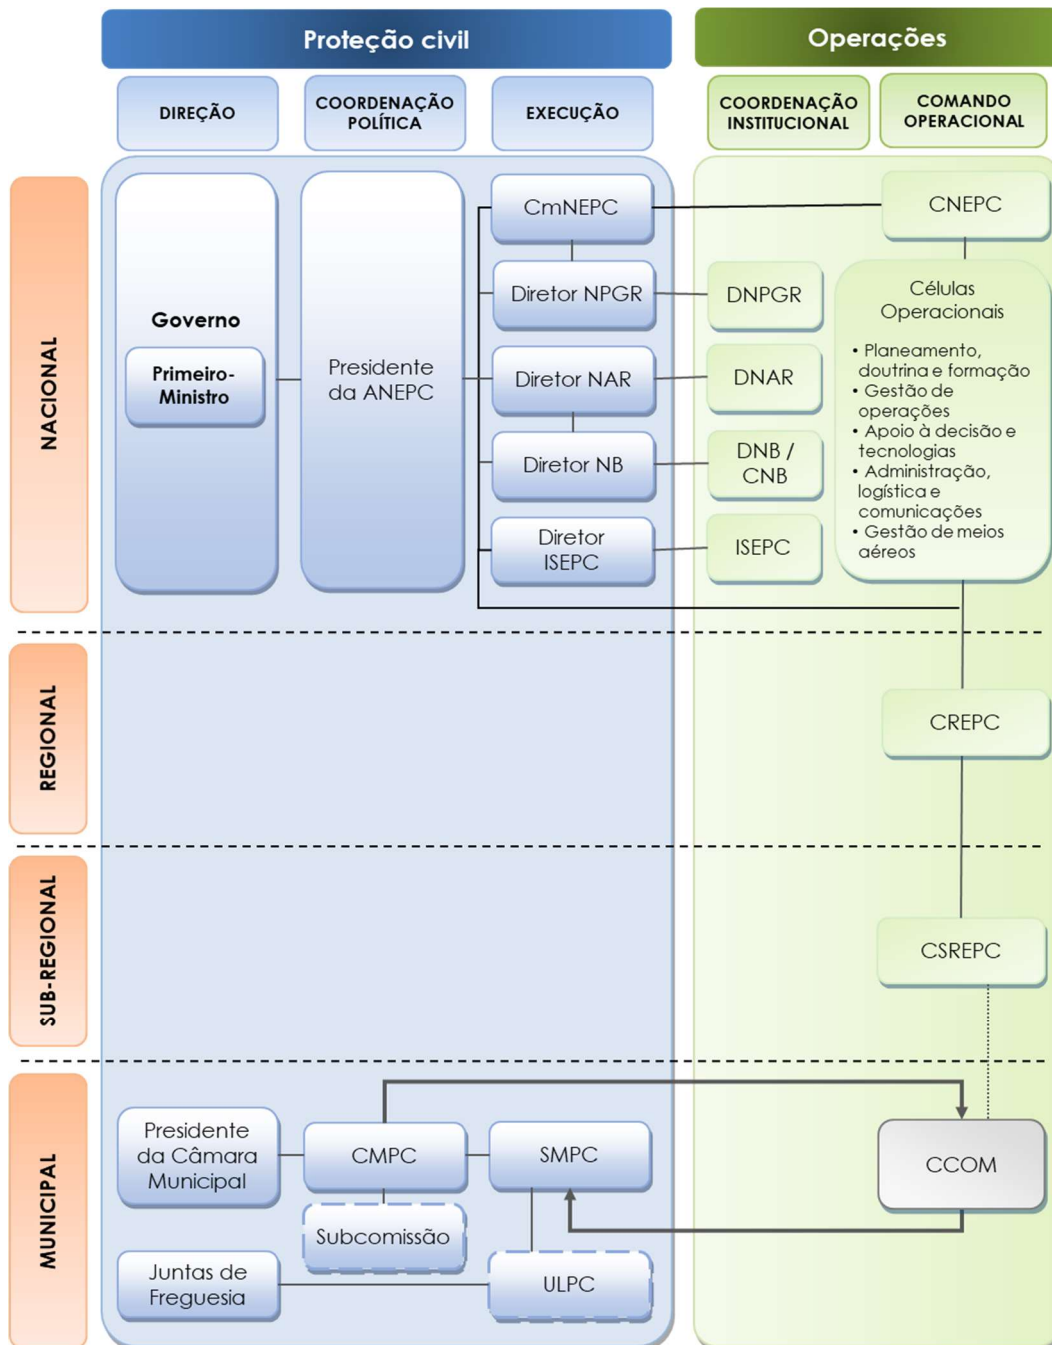 Proteção civil
Operações
DIREÇÃO
COORDENAÇÃO
POLÍTICA
EXECUÇÃO
COORDENAÇÃO
INSTITUCIONAL
COMANDO
OPERACIONAL
NACIONAL
Governo
Primeiro-
Ministro
Presidente
da ANEPC
CmNEPC
Diretor NPGR
Diretor NAR
Diretor NB
Diretor
ISEPC
DNPGR
DNAR
DNB /
CNB
ISEPC
CNEPC
Células
Operacionais
• Planeamento,
doutrina e formação
• Gestão de
operações
• Apoio à decisão e
tecnologias
• Administração,
logística e
comunicações
• Gestão de meios
aéreos
REGIONAL
CREPC
SUB-REGIONAL
CSREPC
MUNICIPAL
Presidente
da Câmara
Municipal
CMPC
SMPC
CCOM
Subcomissão
Juntas de
Freguesia
ULPC